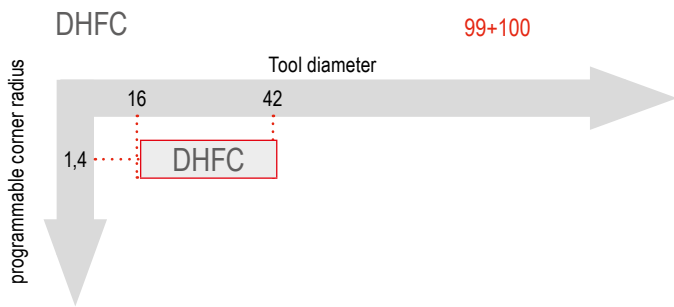 DHFC
99+100
Tool diameter
16
42
programmable corner radius
1,4
DHFC